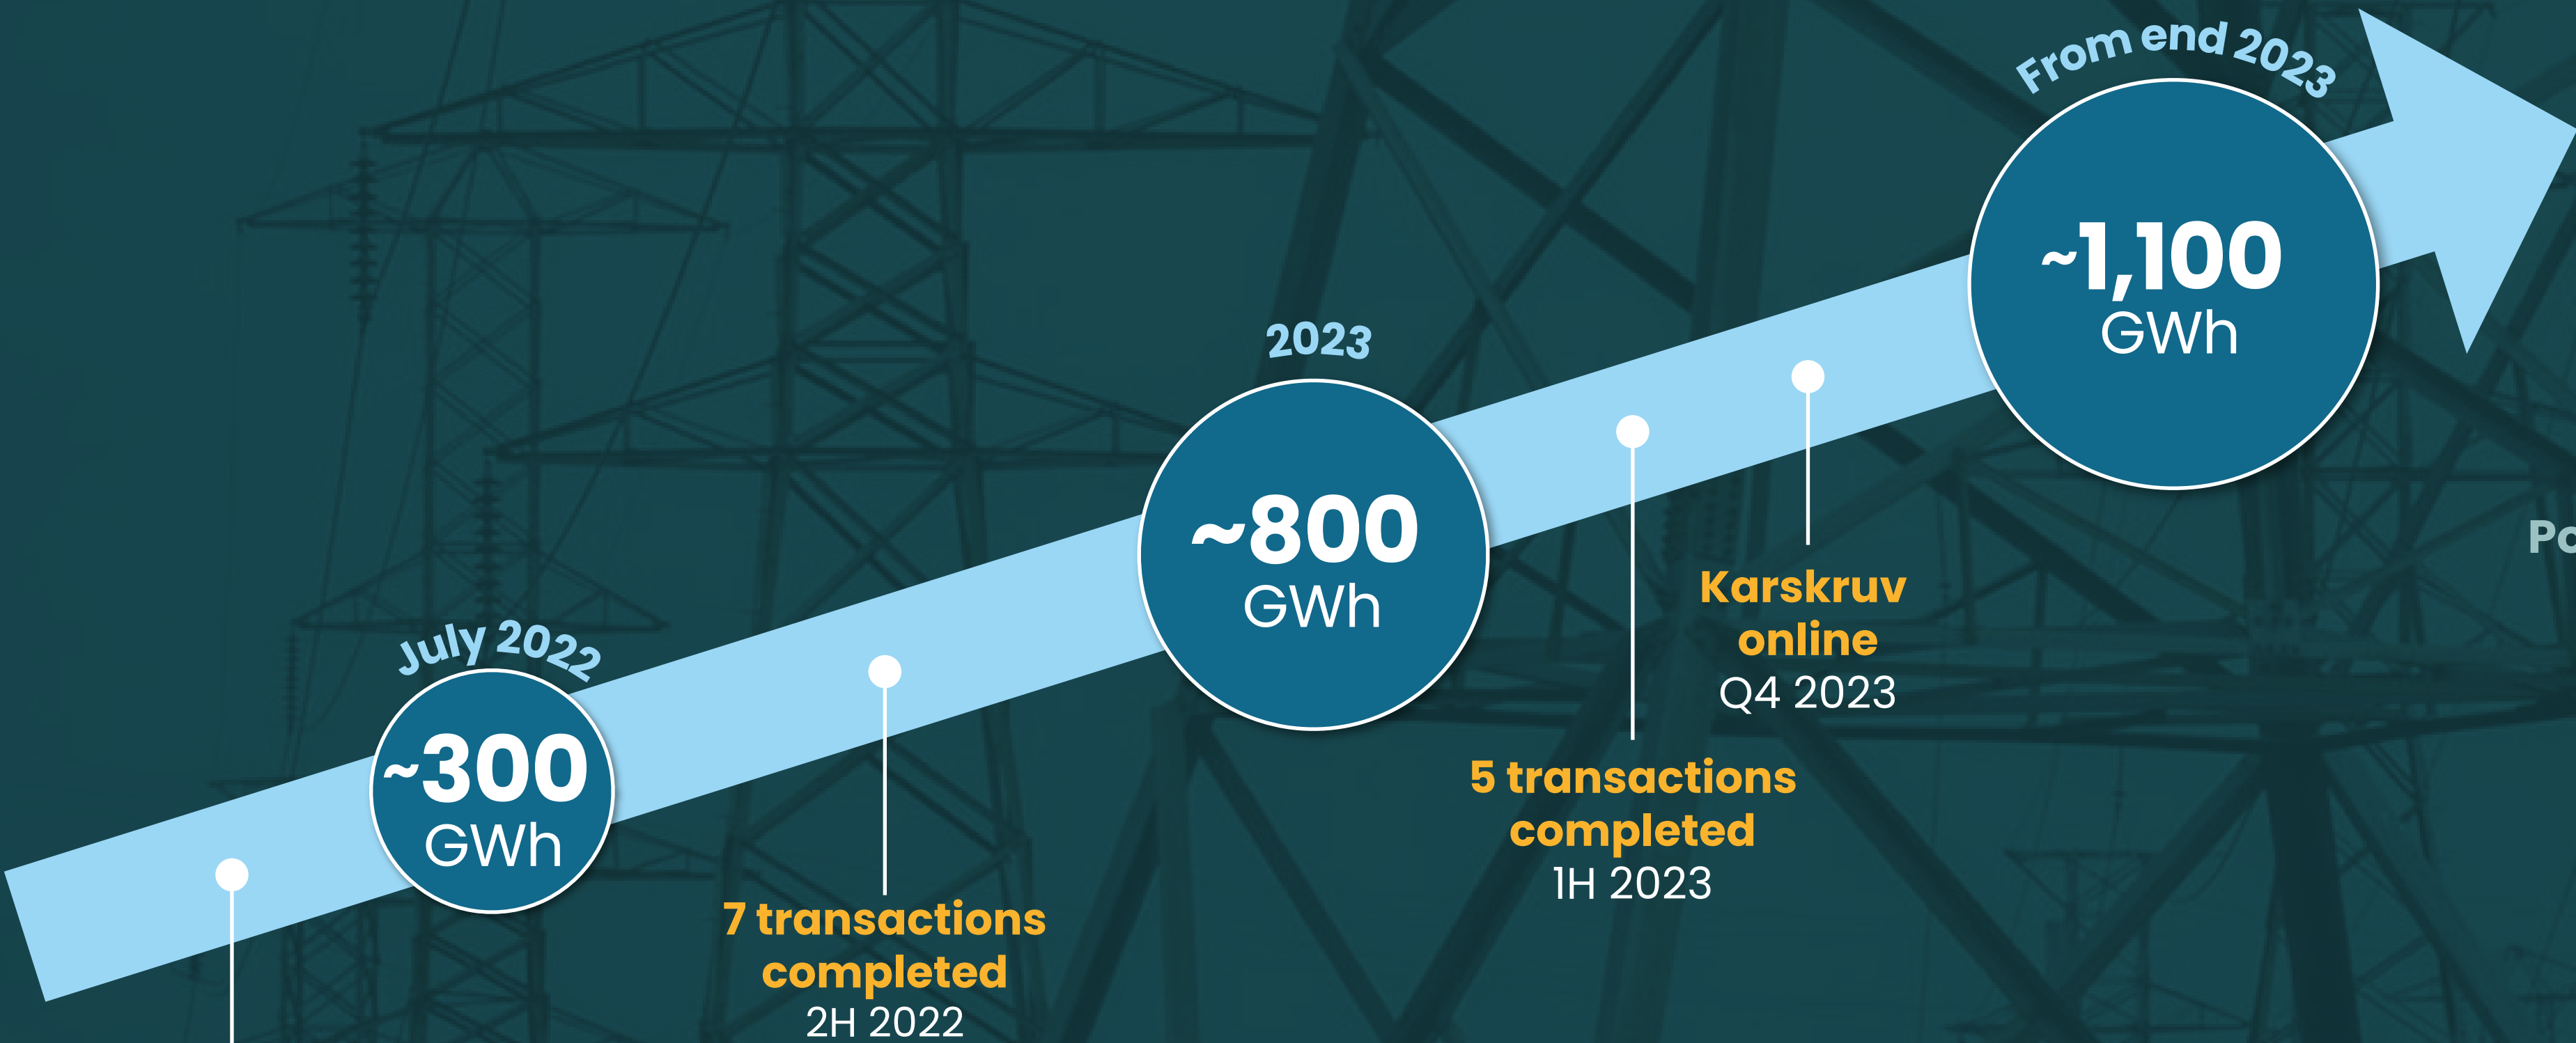 July 2022
~300
GWh
7 transactions
completed
2H 2022
2023
~800
GWh
5 transactions
completed
1H 2023
Karskruv
online
Q4 2023
From end 2023
~1,100
GWh